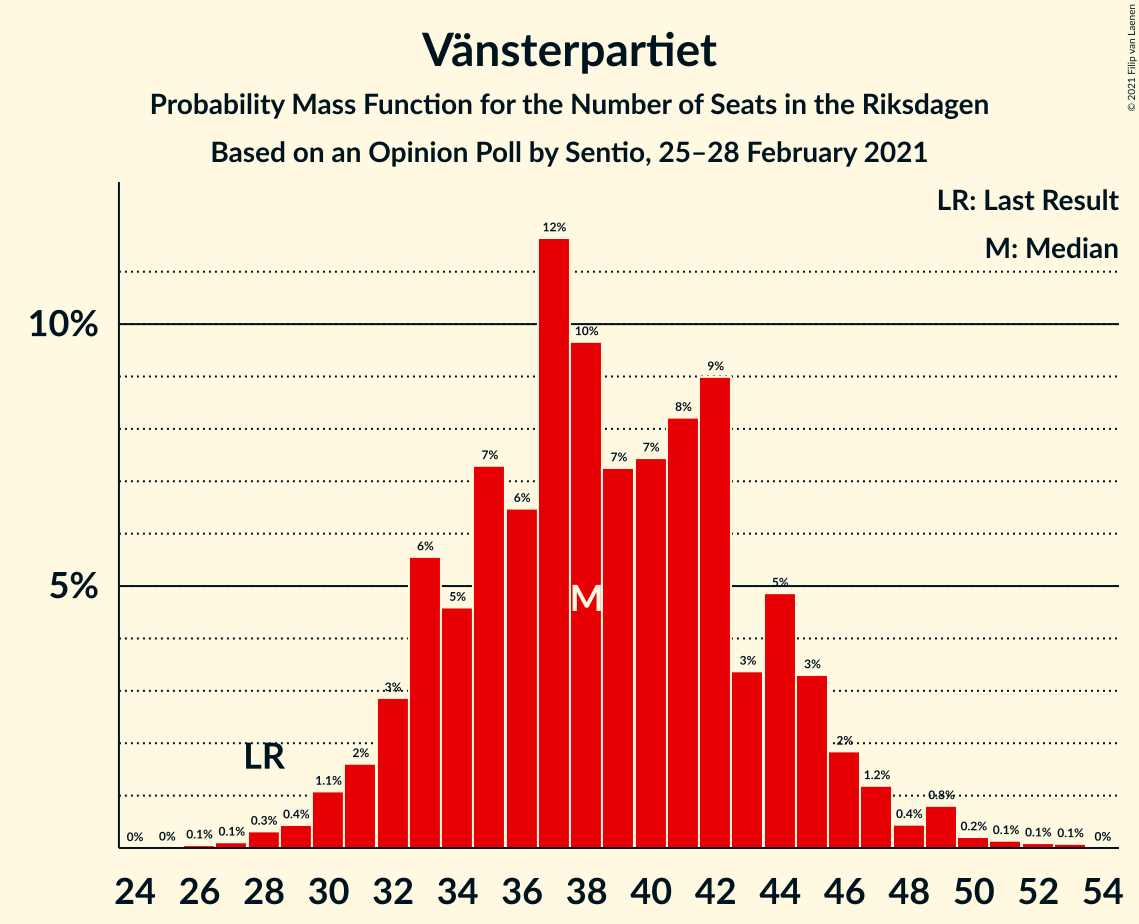 Vänsterpartiet
Probability Mass Function for the Number of Seats in the Riksdagen
Based on an Opinion Poll by Sentio, 25–28 February 2021
© 2021 Filip van Laenen
LR: Last Result
M: Median
10%
5%
0% 0% 0.1% 0.1% 0.3% 0.4% 1.1% 2% 3% 6% 5% 7% 6% 12% 10% 7% 7% 8% 9% 3% 5% 3% 2% 1.2% 0.4% 0.8% 0.2% 0.1% 0.1% 0.1% 0%
LR
M
24 26 28 30 32 34 36 38 40 42 44 46 48 50 52 54